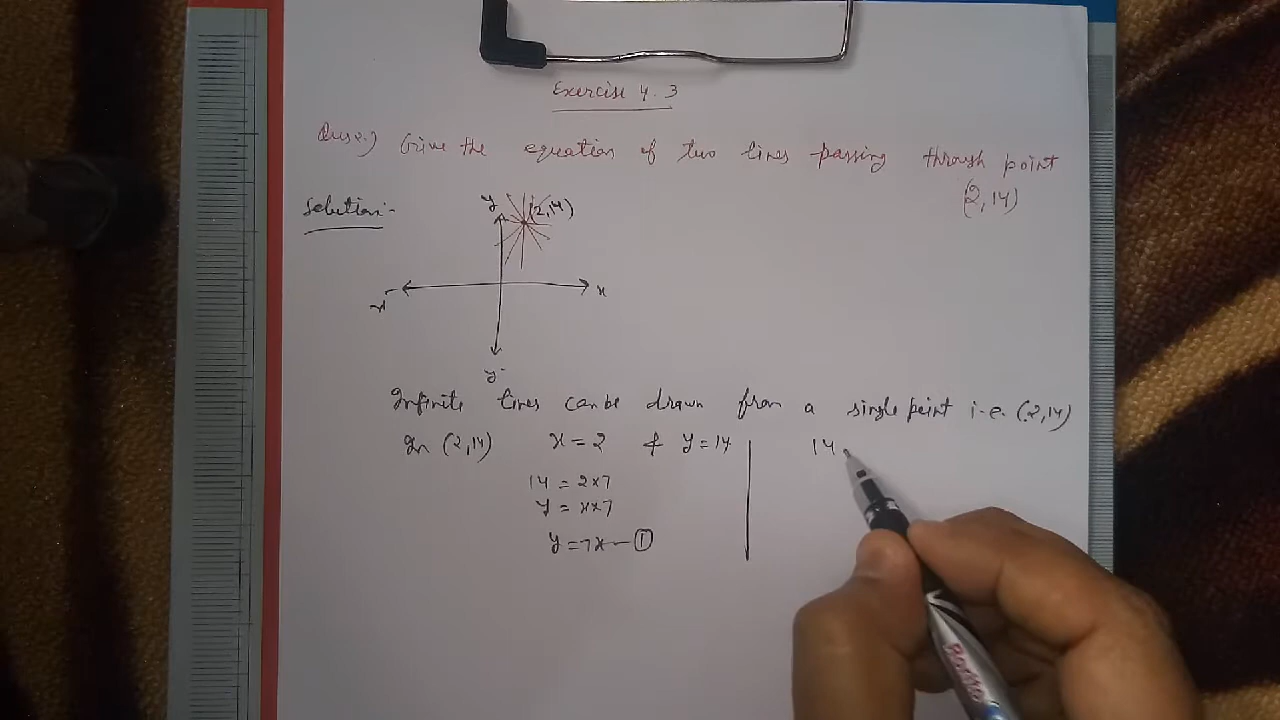 Exercise 4.3
Ques2.) Give the equation of two lines passing through point
(2,14)
Solution:-
y
(2,14)
x' x
y'
Infinite lines can be drawn from a single point i.e. (2,14)
In (2,14) x = 2 & y = 14
14 = 2×7
y = x×7
y = 7x — ①
14